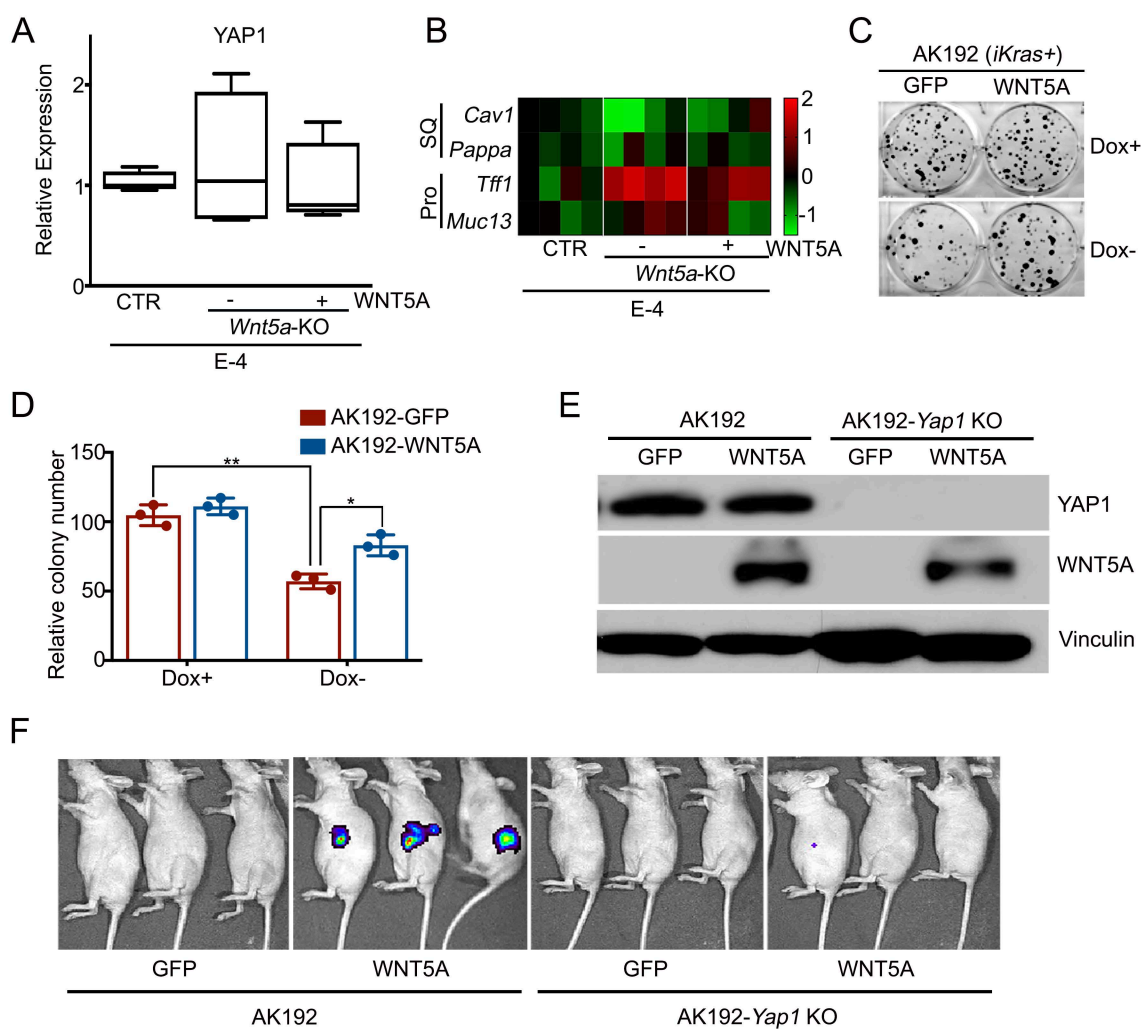 A
YAP1
Relative Expression
2
1
0
CTR
-
+
WNT5A
Wnt5a-KO
E-4
B
SQ
Pro
Cav1
Pappa
Tff1
Muc13
2
1
0
-1
CTR
-
+
WNT5A
Wnt5a-KO
E-4
C
AK192 (iKras+)
GFP
WNT5A
Dox+
Dox-
D
AK192-GFP
AK192-WNT5A
Relative colony number
150
100
50
0
**
*
Dox+
Dox-
E
AK192
AK192-Yap1 KO
GFP
WNT5A
GFP
WNT5A
YAP1
WNT5A
Vinculin
F
GFP
WNT5A
GFP
WNT5A
AK192
AK192-Yap1 KO